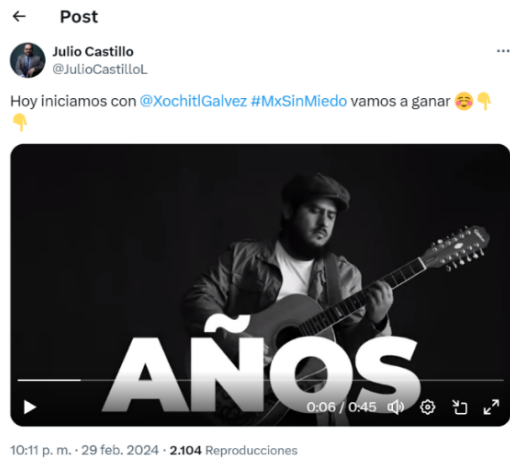 Post
Julio Castillo
@JulioCastilloL
Hoy iniciamos con @XochitlGalvez #MxSinMiedo vamos a ganar ☺️👇
👇
AÑOS
0:06 / 0:45
10:11 p. m. · 29 feb. 2024 · 2.104 Reproducciones